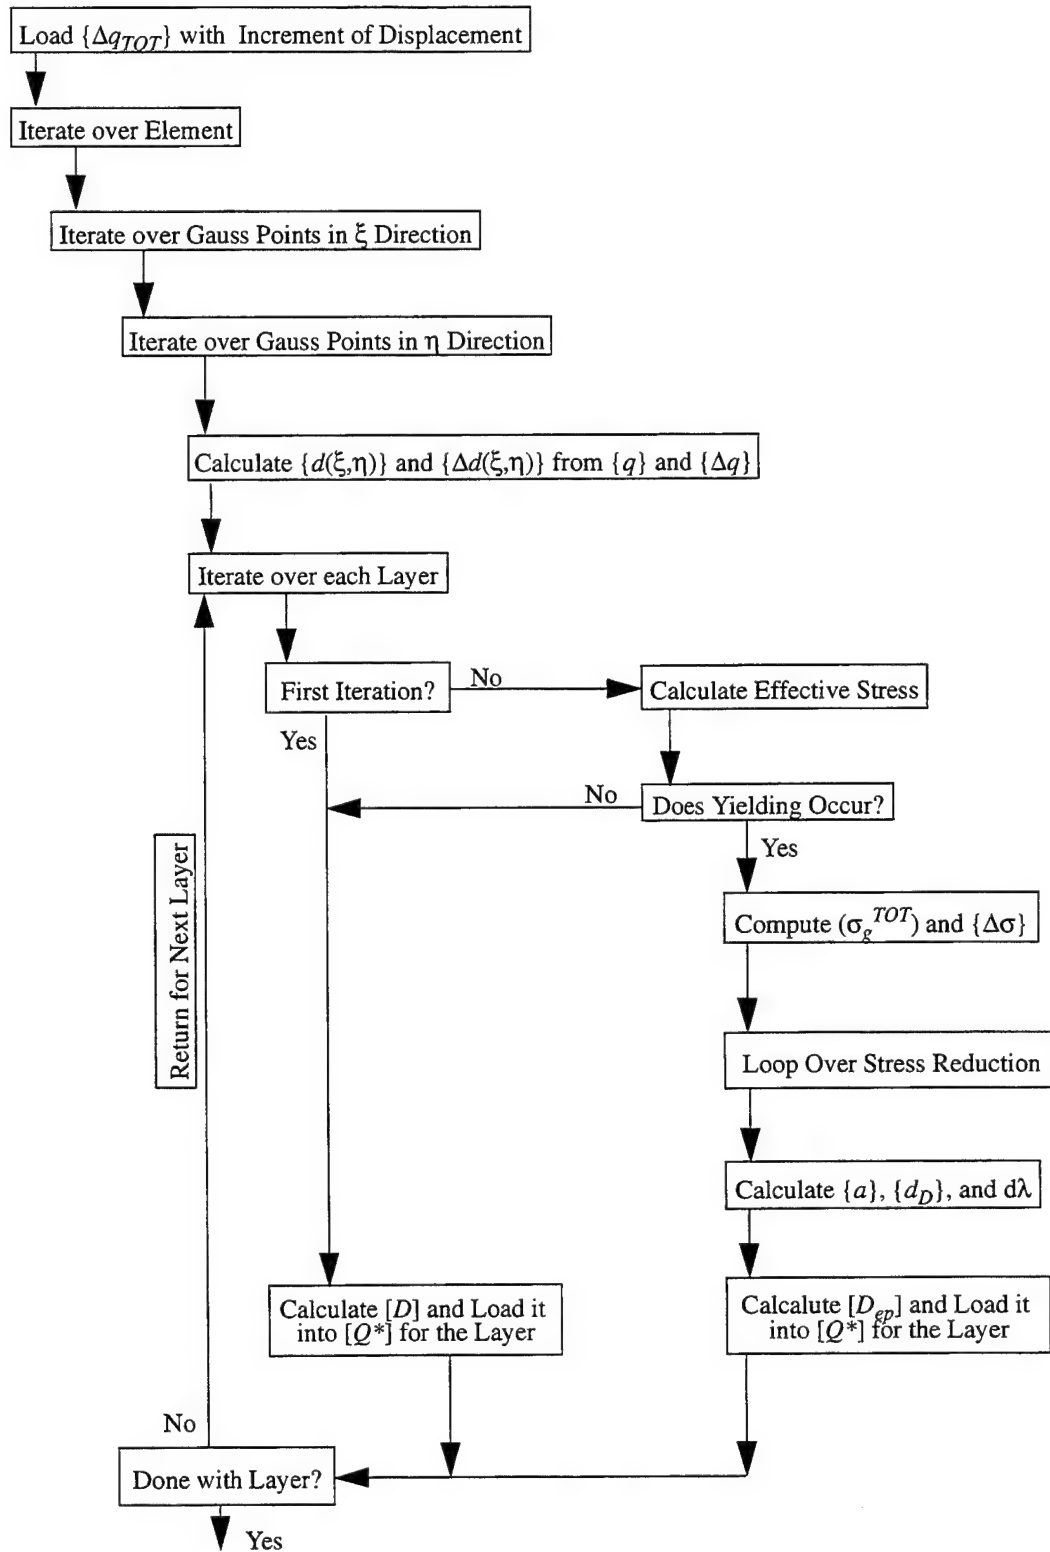 Load {Δq_TOT} with Increment of Displacement
Iterate over Element
Iterate over Gauss Points in ξ Direction
Iterate over Gauss Points in η Direction
Calculate {d(ξ,η)} and {Δd(ξ,η)} from {q} and {Δq}
Iterate over each Layer
First Iteration?
No
Calculate Effective Stress
Yes
No
Does Yielding Occur?
Yes
Return for Next Layer
Compute (σ_g^TOT) and {Δσ}
Loop Over Stress Reduction
Calculate {a}, {d_D}, and dλ
Calculate [D] and Load it
into [Q*] for the Layer
Calcalute [D_ep] and Load it
into [Q*] for the Layer
No
Done with Layer?
Yes